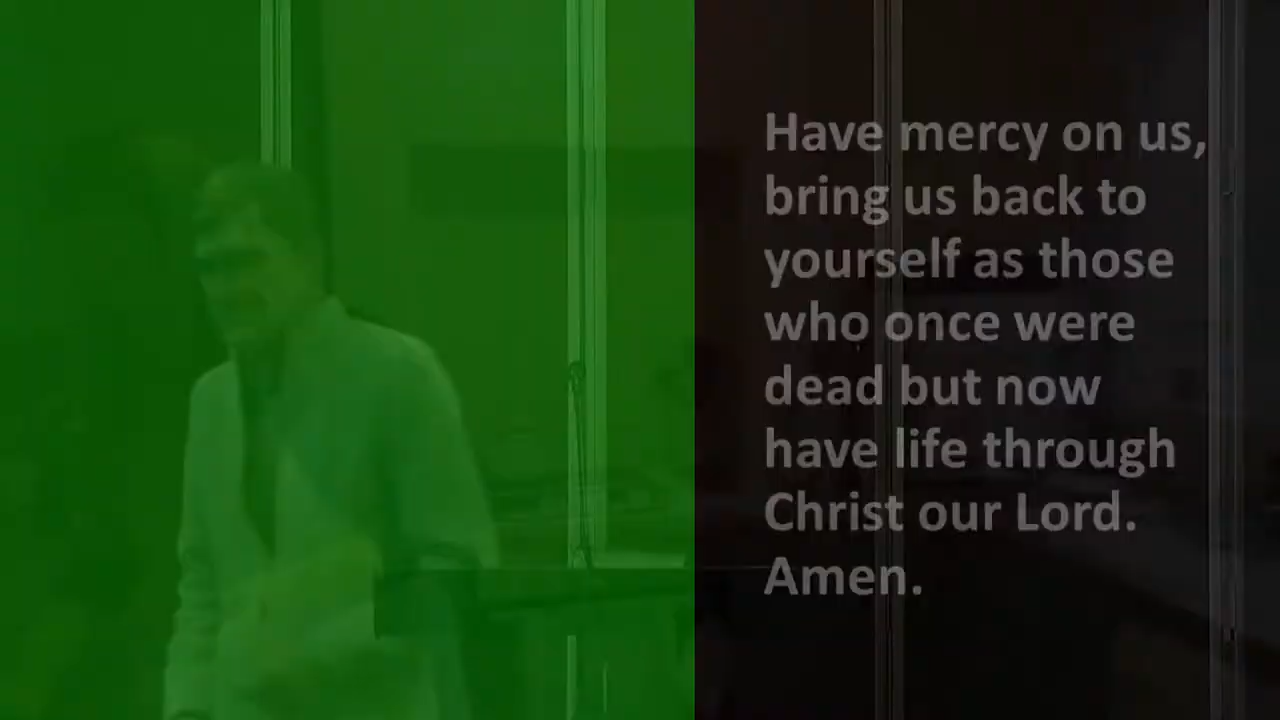 Have mercy on us,
bring us back to
yourself as those
who once were
dead but now
have life through
Christ our Lord.
Amen.